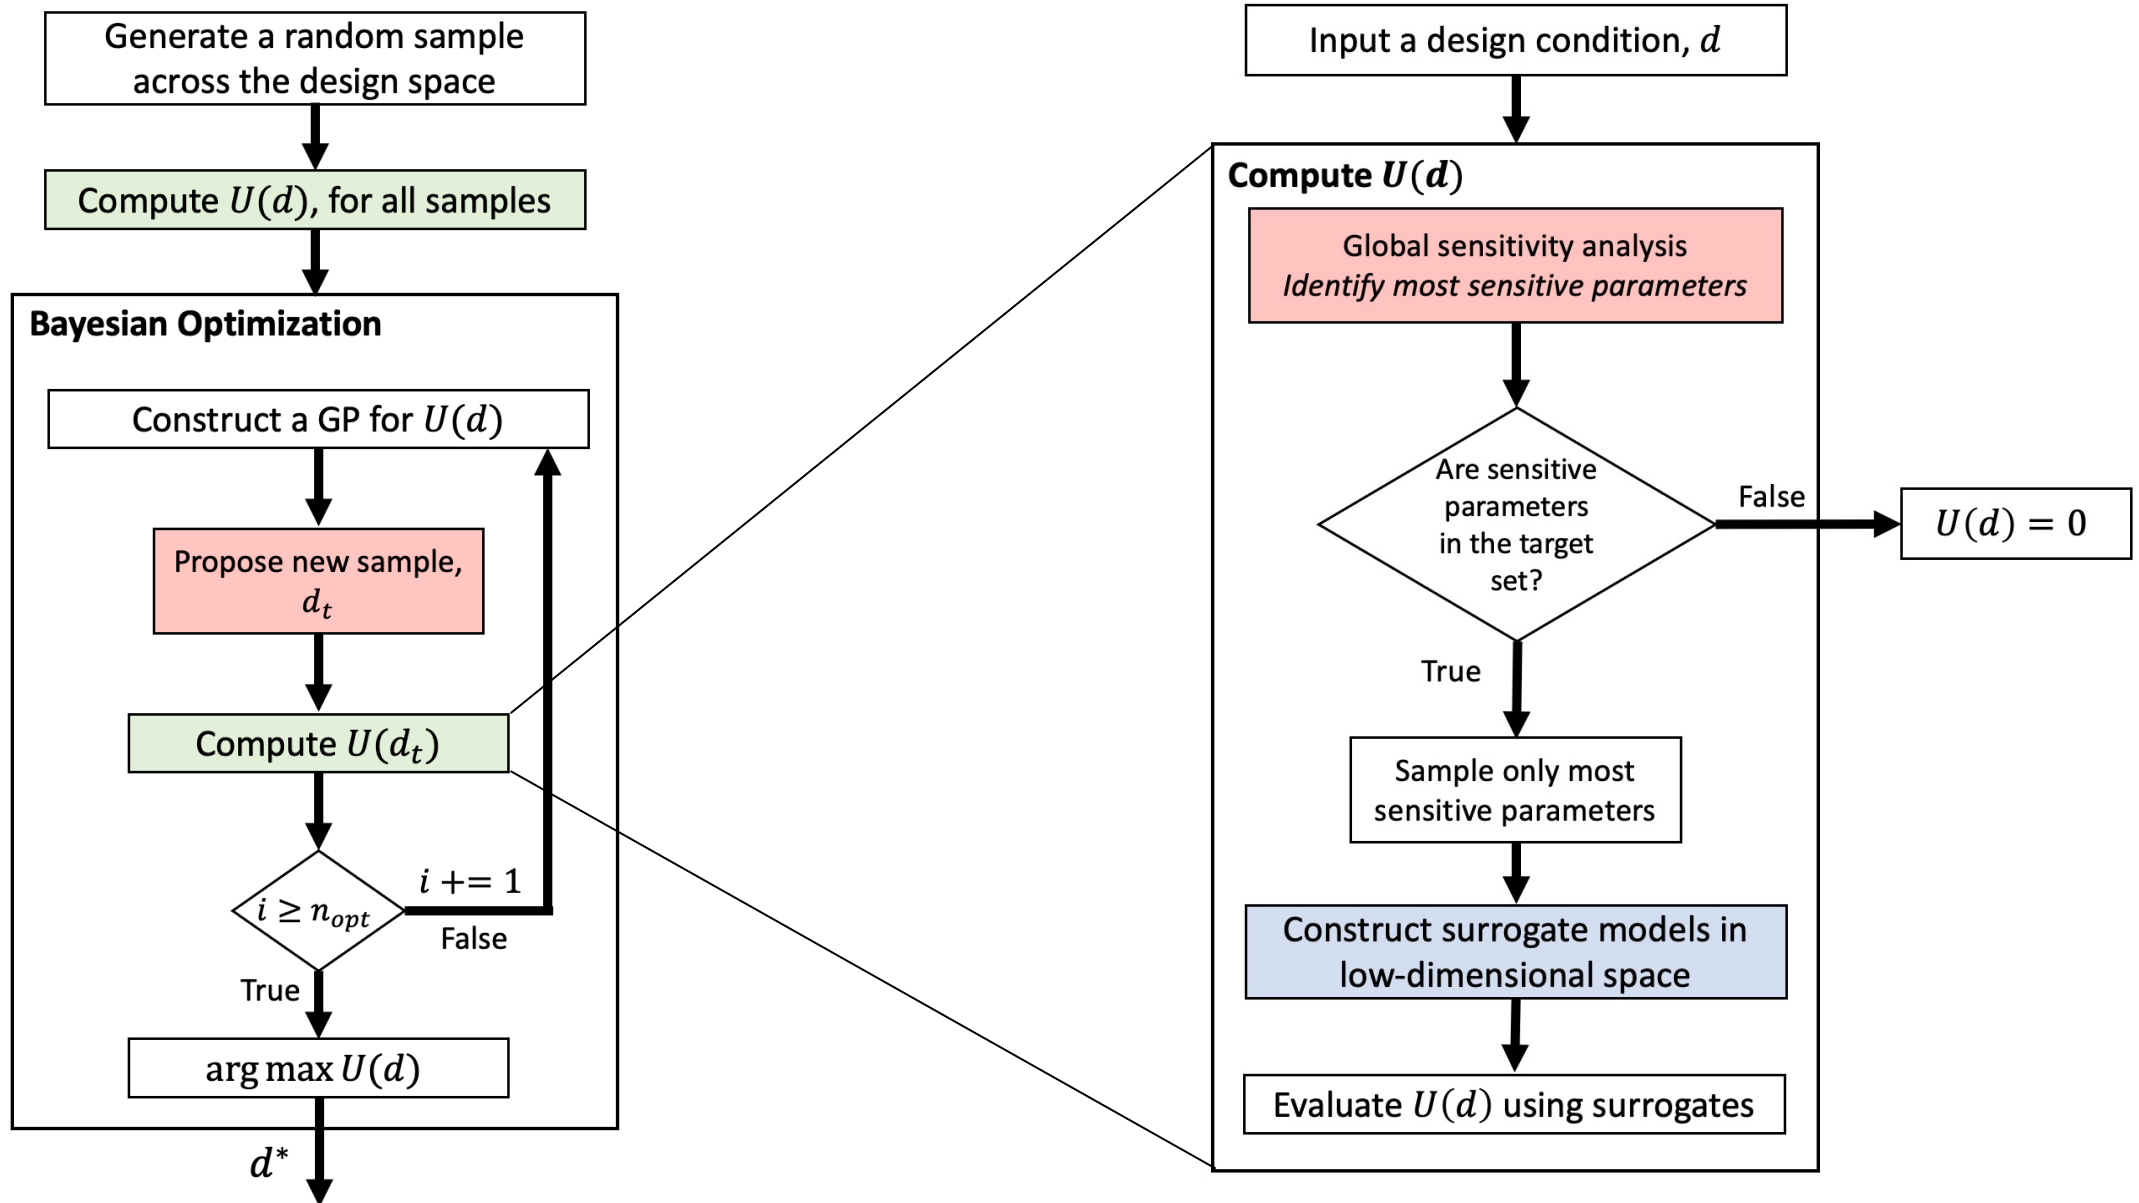 Generate a random sample
across the design space
Compute U(d), for all samples
Bayesian Optimization
Construct a GP for U(d)
Propose new sample,
d_t
Compute U(d_t)
i ≥ n_opt
i += 1
False
True
arg max U(d)
d*
Input a design condition, d
Compute U(d)
Global sensitivity analysis
Identify most sensitive parameters
Are sensitive
parameters
in the target
set?
False
U(d) = 0
True
Sample only most
sensitive parameters
Construct surrogate models in
low-dimensional space
Evaluate U(d) using surrogates